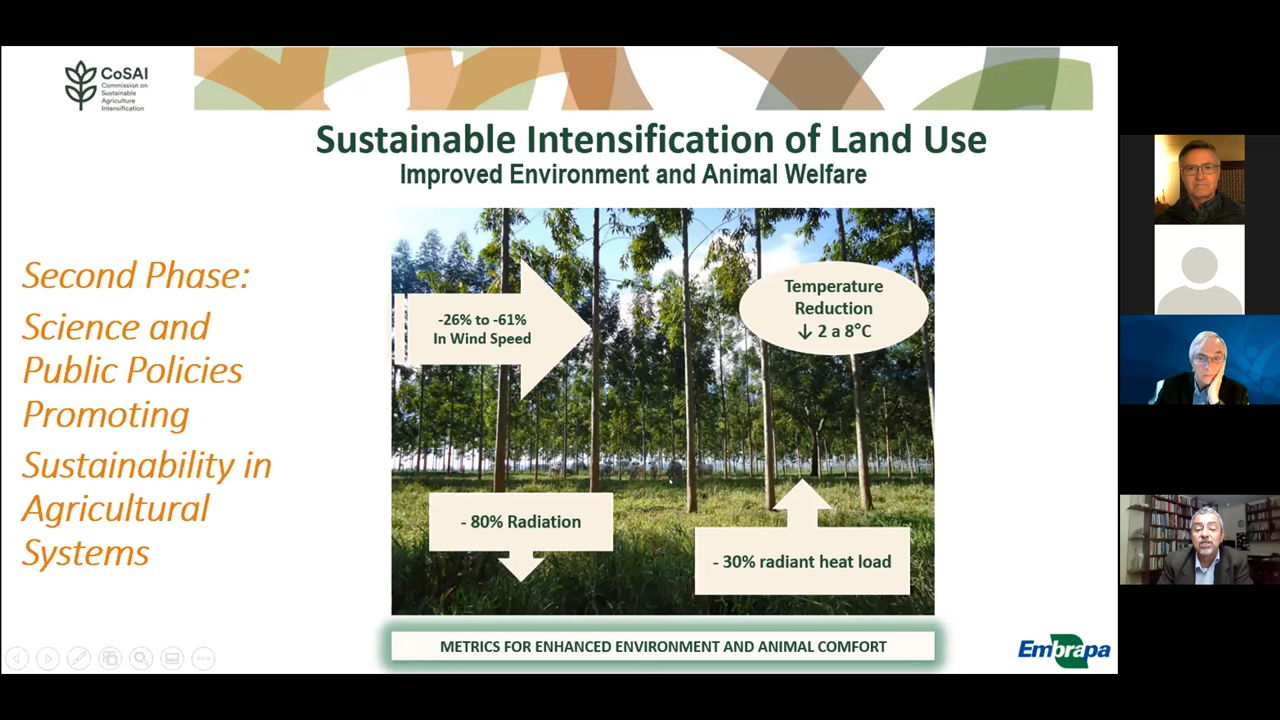 CoSAI
Commission on
Sustainable
Agriculture
Intensification
Sustainable Intensification of Land Use
Improved Environment and Animal Welfare
Second Phase:
Science and
Public Policies
Promoting
Sustainability in
Agricultural
Systems
-26% to -61%
In Wind Speed
Temperature
Reduction
↓ 2 a 8°C
- 80% Radiation
- 30% radiant heat load
METRICS FOR ENHANCED ENVIRONMENT AND ANIMAL COMFORT
Embrapa